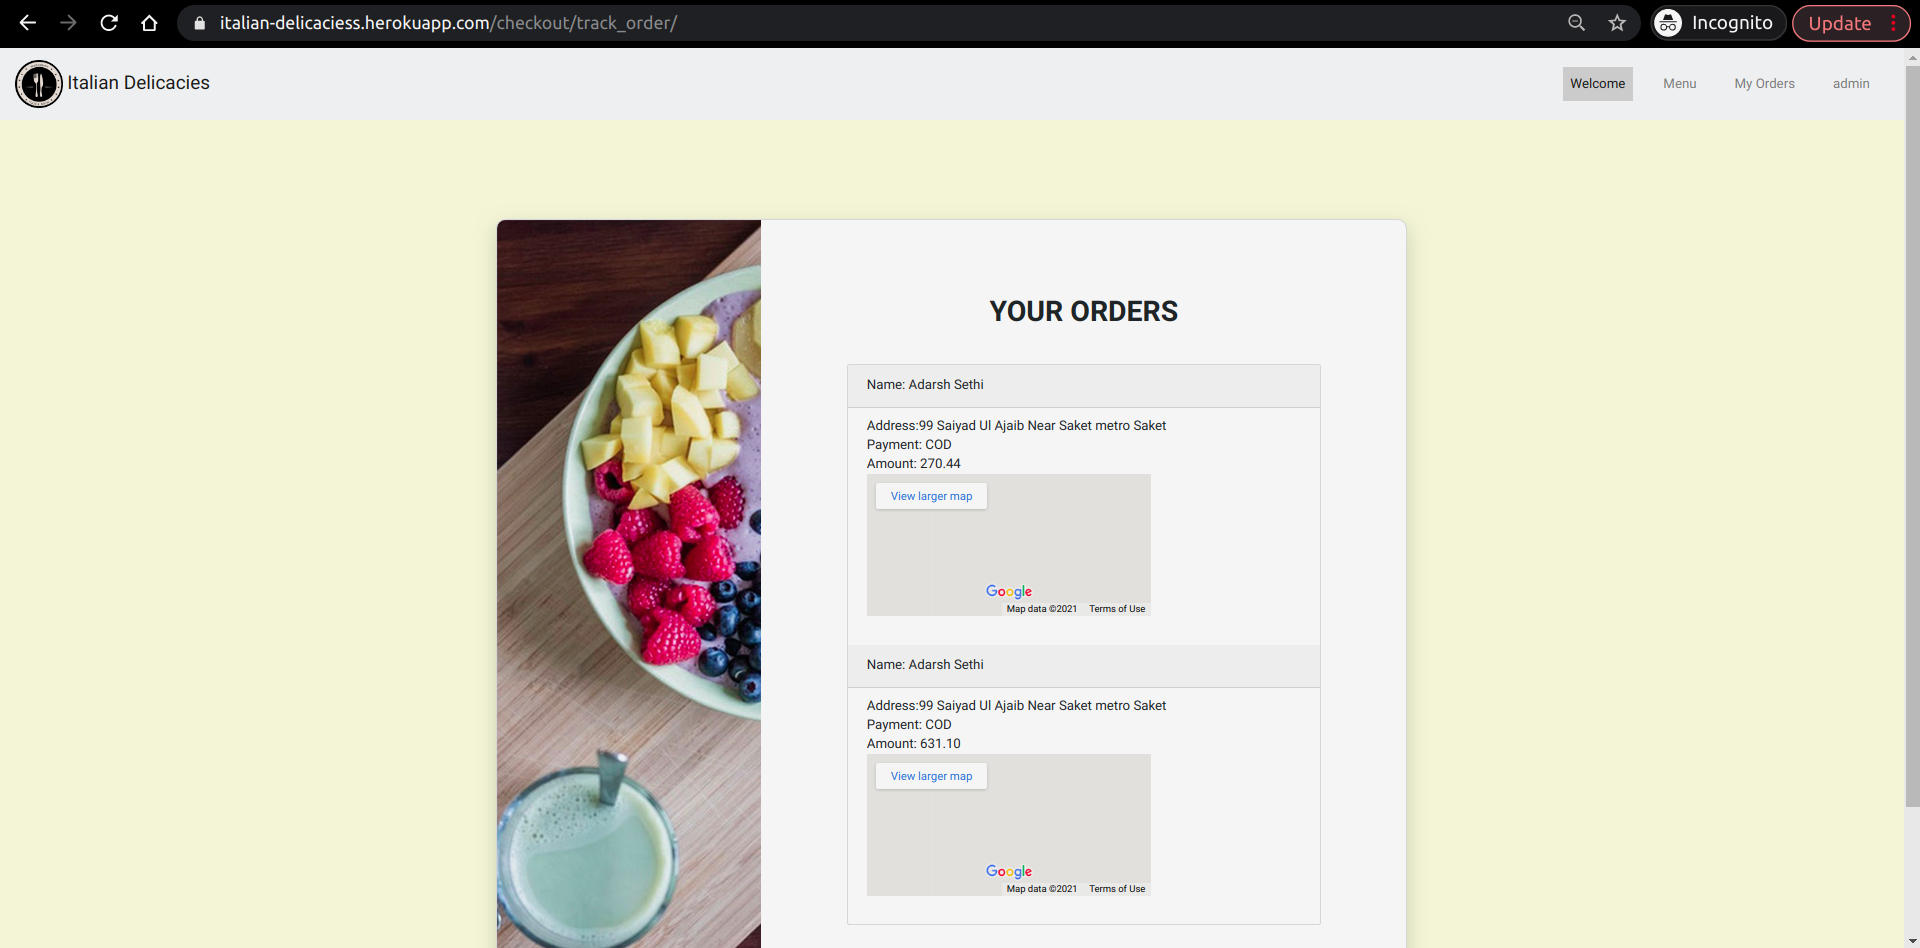 italian-delicaciess.herokuapp.com/checkout/track_order/
Incognito
Update
Italian Delicacies
Welcome
Menu
My Orders
admin
YOUR ORDERS
Name: Adarsh Sethi
Address:99 Saiyad Ul Ajaib Near Saket metro Saket
Payment: COD
Amount: 270.44
View larger map
Google
Map data ©2021
Terms of Use
Name: Adarsh Sethi
Address:99 Saiyad Ul Ajaib Near Saket metro Saket
Payment: COD
Amount: 631.10
View larger map
Google
Map data ©2021
Terms of Use